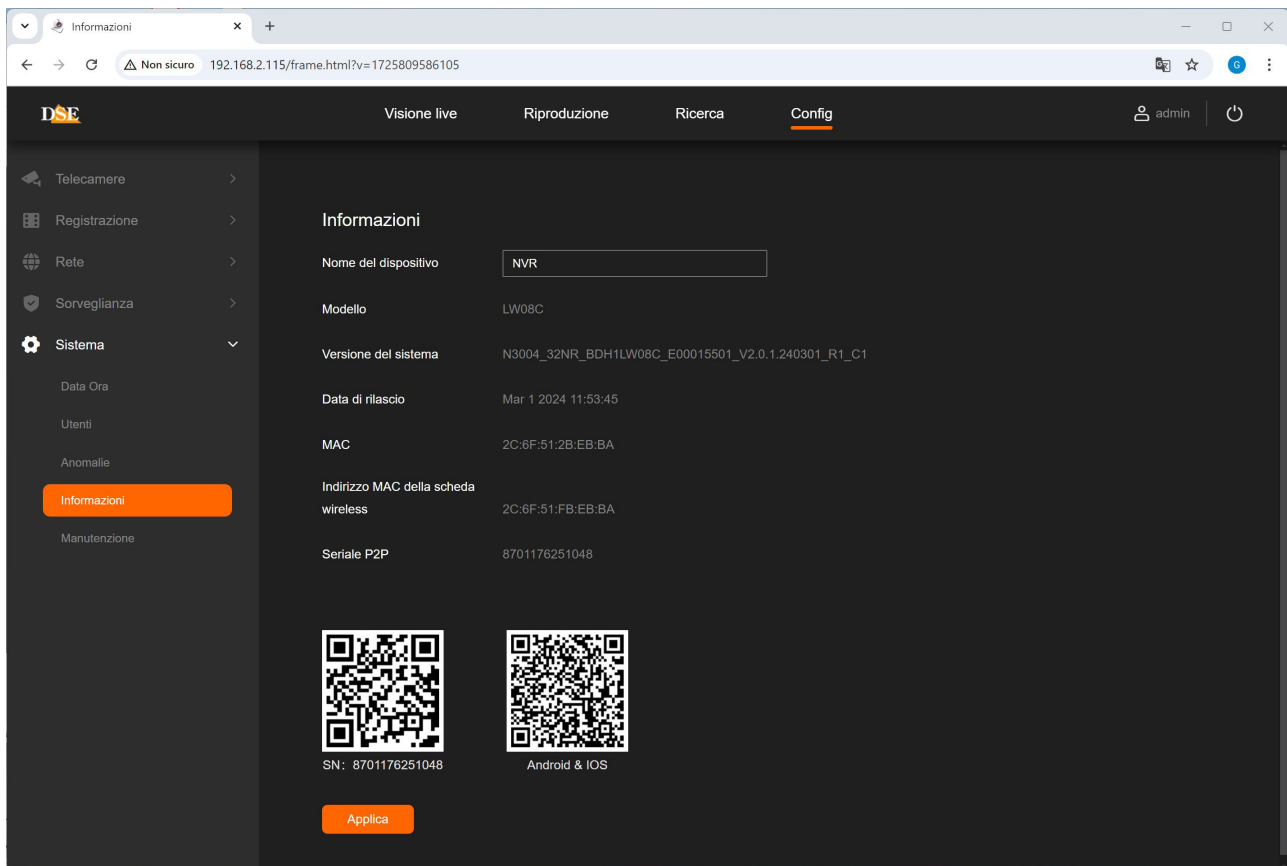 Informazioni
Non sicuro 192.168.2.115/frame.html?v=1725809586105
G
DSE
Visione live Riproduzione Ricerca Config
admin
Telecamere
Registrazione
Rete
Sorveglianza
Sistema
Data Ora
Utenti
Anomalie
Informazioni
Manutenzione
Informazioni
Nome del dispositivo NVR
Modello LW08C
Versione del sistema N3004_32NR_BDH1LW08C_E00015501_V2.0.1.240301_R1_C1
Data di rilascio Mar 1 2024 11:53:45
MAC 2C:6F:51:2B:EB:BA
Indirizzo MAC della scheda
wireless 2C:6F:51:FB:EB:BA
Seriale P2P 8701176251048
SN: 8701176251048 Android & IOS
Applica